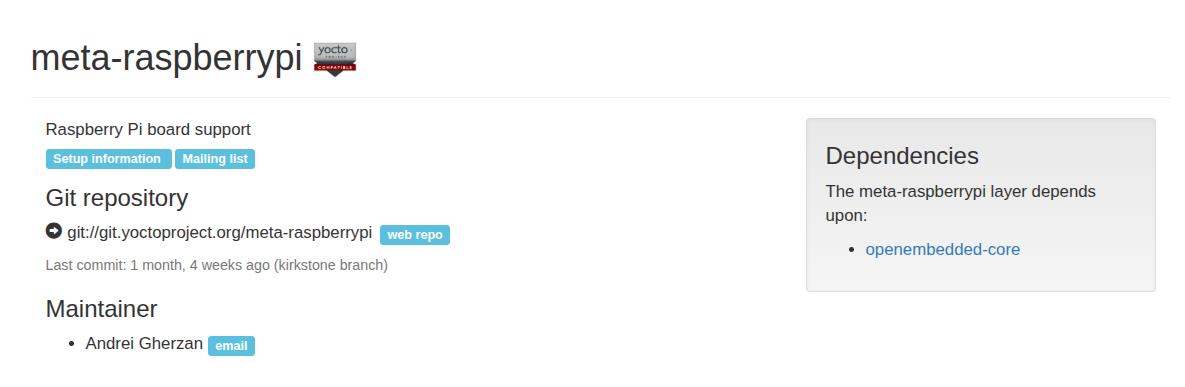 meta-raspberrypi
yocto
PROJECT
COMPATIBLE
Raspberry Pi board support
Setup information
Mailing list
Git repository
git://git.yoctoproject.org/meta-raspberrypi web repo
Last commit: 1 month, 4 weeks ago (kirkstone branch)
Maintainer
Andrei Gherzan email
Dependencies
The meta-raspberrypi layer depends
upon:
openembedded-core